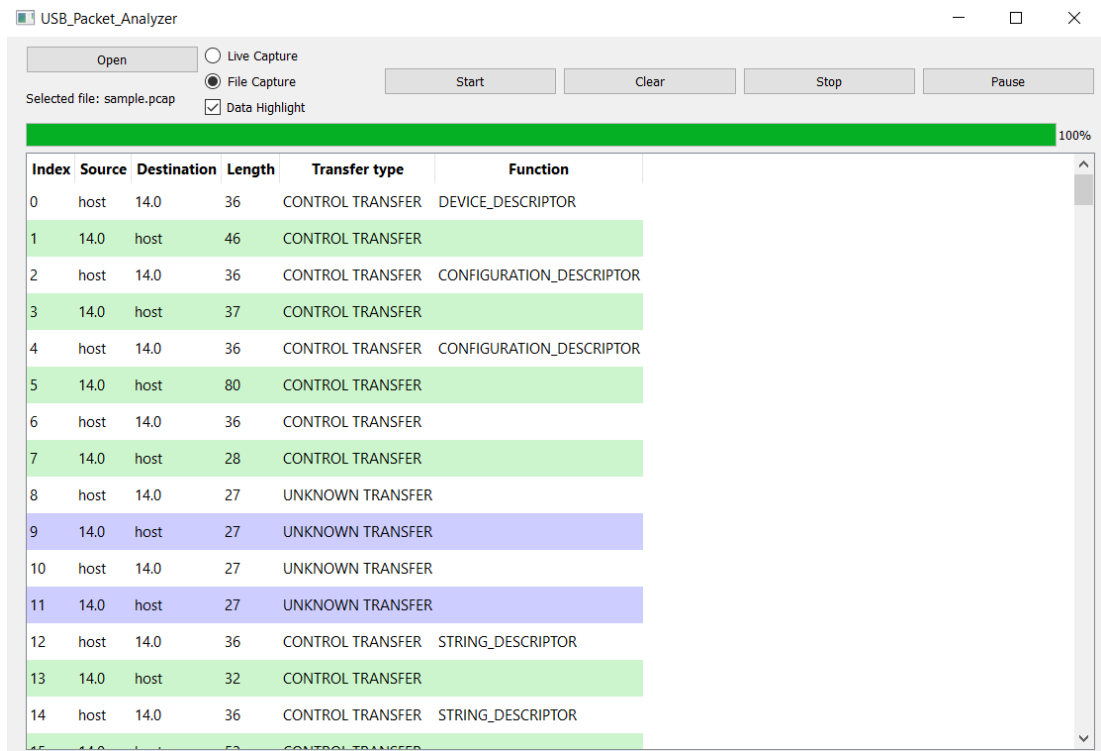 USB_Packet_Analyzer
Open
Live Capture
File Capture
Start Clear Stop Pause
Selected file: sample.pcap
Data Highlight
100%
Index Source Destination Length Transfer type Function
0 host 14.0 36 CONTROL TRANSFER DEVICE_DESCRIPTOR
1 14.0 host 46 CONTROL TRANSFER
2 host 14.0 36 CONTROL TRANSFER CONFIGURATION_DESCRIPTOR
3 14.0 host 37 CONTROL TRANSFER
4 host 14.0 36 CONTROL TRANSFER CONFIGURATION_DESCRIPTOR
5 14.0 host 80 CONTROL TRANSFER
6 host 14.0 36 CONTROL TRANSFER
7 14.0 host 28 CONTROL TRANSFER
8 host 14.0 27 UNKNOWN TRANSFER
9 14.0 host 27 UNKNOWN TRANSFER
10 host 14.0 27 UNKNOWN TRANSFER
11 14.0 host 27 UNKNOWN TRANSFER
12 host 14.0 36 CONTROL TRANSFER STRING_DESCRIPTOR
13 14.0 host 32 CONTROL TRANSFER
14 host 14.0 36 CONTROL TRANSFER STRING_DESCRIPTOR